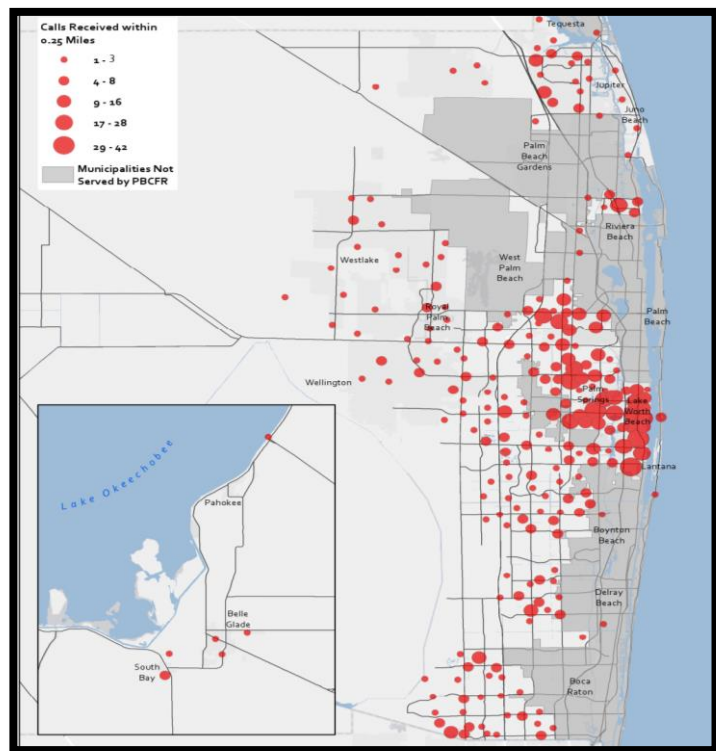 Calls Received within
0.25 Miles
1 - 3
4 - 8
9 - 16
17 - 28
29 - 42
Municipalities Not
Served by PBCFR
Tequesta
Jupiter
Juno
Beach
Palm
Beach
Gardens
Riviera
Beach
West
Palm
Beach
Westlake
Royal
Palm
Beach
Palm
Beach
Wellington
Palm
Springs
Lake
Worth
Beach
Lantana
Boynton
Beach
Delray
Beach
Boca
Raton
Lake Okeechobee
Pahokee
Belle
Glade
South
Bay